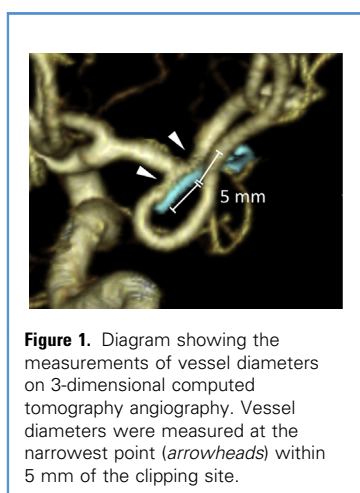 5 mm
Figure 1. Diagram showing the
measurements of vessel diameters
on 3-dimensional computed
tomography angiography. Vessel
diameters were measured at the
narrowest point (arrowheads) within
5 mm of the clipping site.